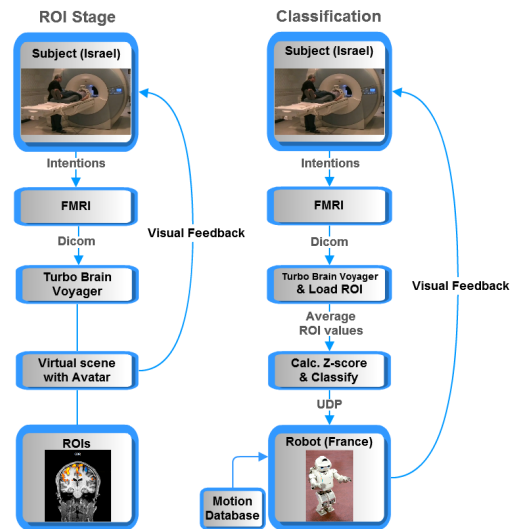 ROI Stage
Subject (Israel)
Intentions
FMRI
Dicom
Turbo Brain
Voyager
Visual Feedback
Virtual scene
with Avatar
ROIs
Classification
Subject (Israel)
Intentions
FMRI
Dicom
Turbo Brain Voyager
& Load ROI
Average
ROI values
Visual Feedback
Calc. Z-score
& Classify
UDP
Robot (France)
Motion
Database